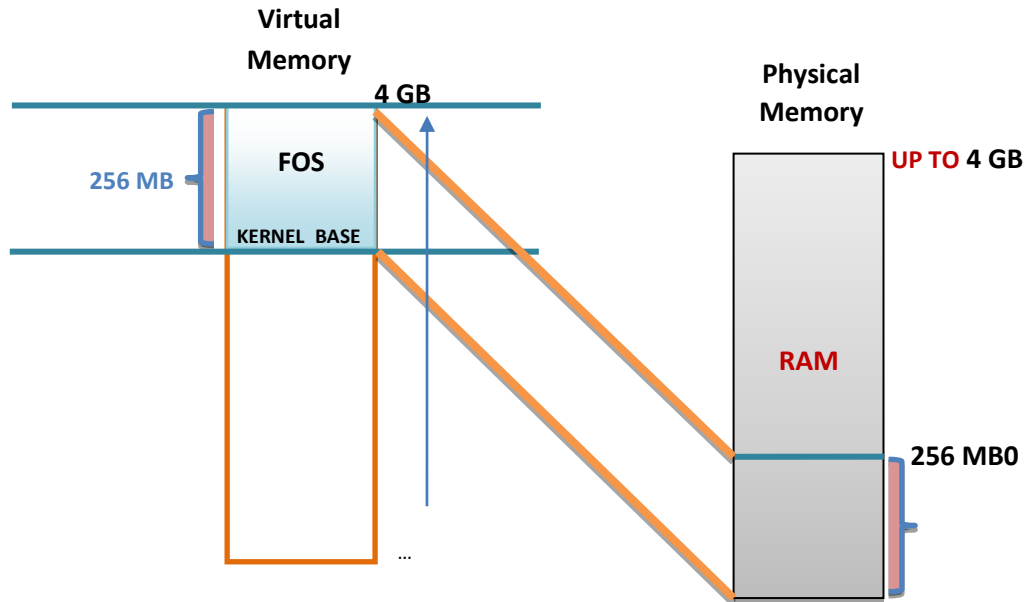 Virtual
Memory
4 GB
FOS
256 MB
KERNEL BASE
...
Physical
Memory
UP TO 4 GB
RAM
256 MB0